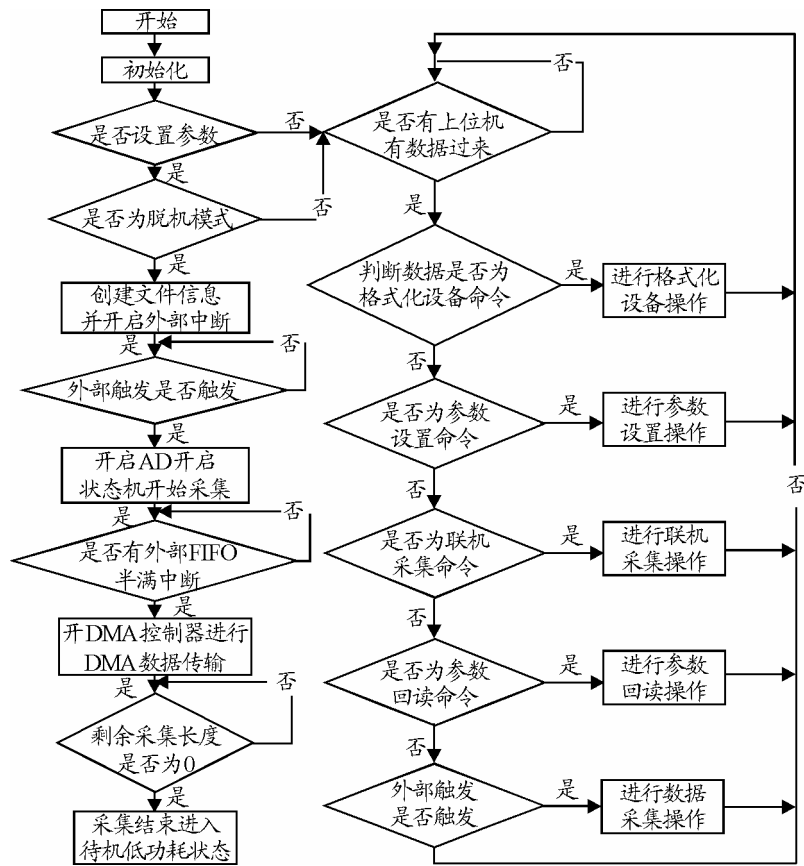 开始
初始化
是否设置参数
否
是
是否为脱机模式
否
是
创建文件信息
并开启外部中断
是
否
外部触发是否触发
是
开启AD开启
状态机开始采集
是
否
是否有外部FIFO
半满中断
是
开DMA控制器进行
DMA数据传输
是
否
剩余采集长度
是否为0
是
采集结束进入
待机低功耗状态
否
是否有上位机
有数据过来
是
判断数据是否为
格式化设备命令
是
进行格式化
设备操作
否
是否为参数
设置命令
是
进行参数
设置操作
否
否
是否为联机
采集命令
是
进行联机
采集操作
否
是否为参数
回读命令
是
进行参数
回读操作
否
外部触发
是否触发
是
进行数据
采集操作